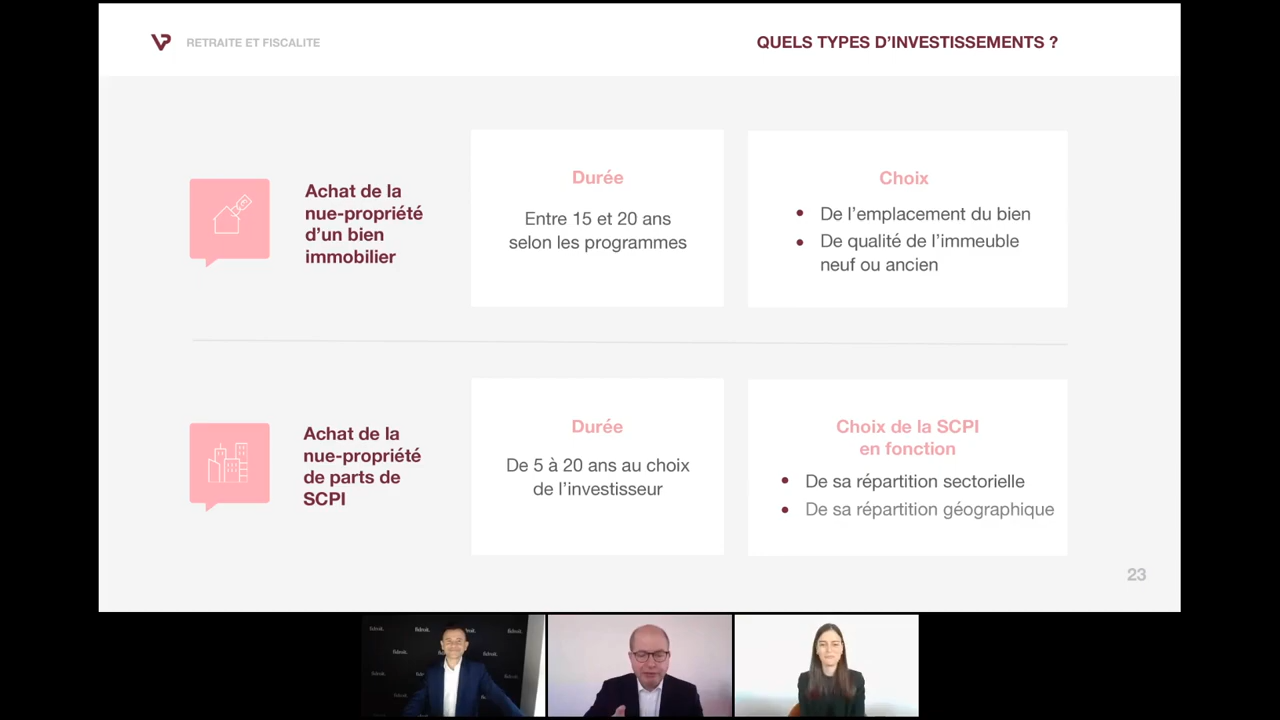 RETRAITE ET FISCALITE
QUELS TYPES D’INVESTISSEMENTS ?
Achat de la
nue-propriété
d’un bien
immobilier
Durée
Entre 15 et 20 ans
selon les programmes
Choix
• De l’emplacement du bien
• De qualité de l’immeuble
neuf ou ancien
Achat de la
nue-propriété
de parts de
SCPI
Durée
De 5 à 20 ans au choix
de l’investisseur
Choix de la SCPI
en fonction
• De sa répartition sectorielle
• De sa répartition géographique
23